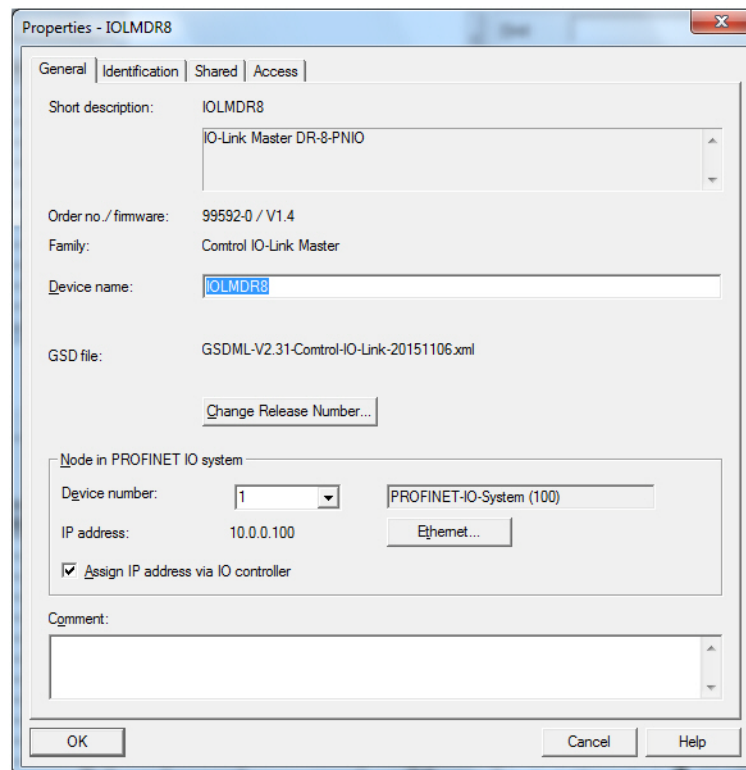 Properties - IOLMDR8
General Identification Shared Access
Short description: IOLMDR8
IO-Link Master DR-8-PNIO
Order no./ firmware: 99592-0 / V1.4
Family: Comtrol IO-Link Master
Device name: IOLMDR8
GSD file: GSDML-V2.31-Comtrol-IO-Link-20151106.xml
Change Release Number...
Node in PROFINET IO system
Device number: 1 PROFINET-IO-System (100)
IP address: 10.0.0.100 Ethernet...
Assign IP address via IO controller
Comment:
OK Cancel Help